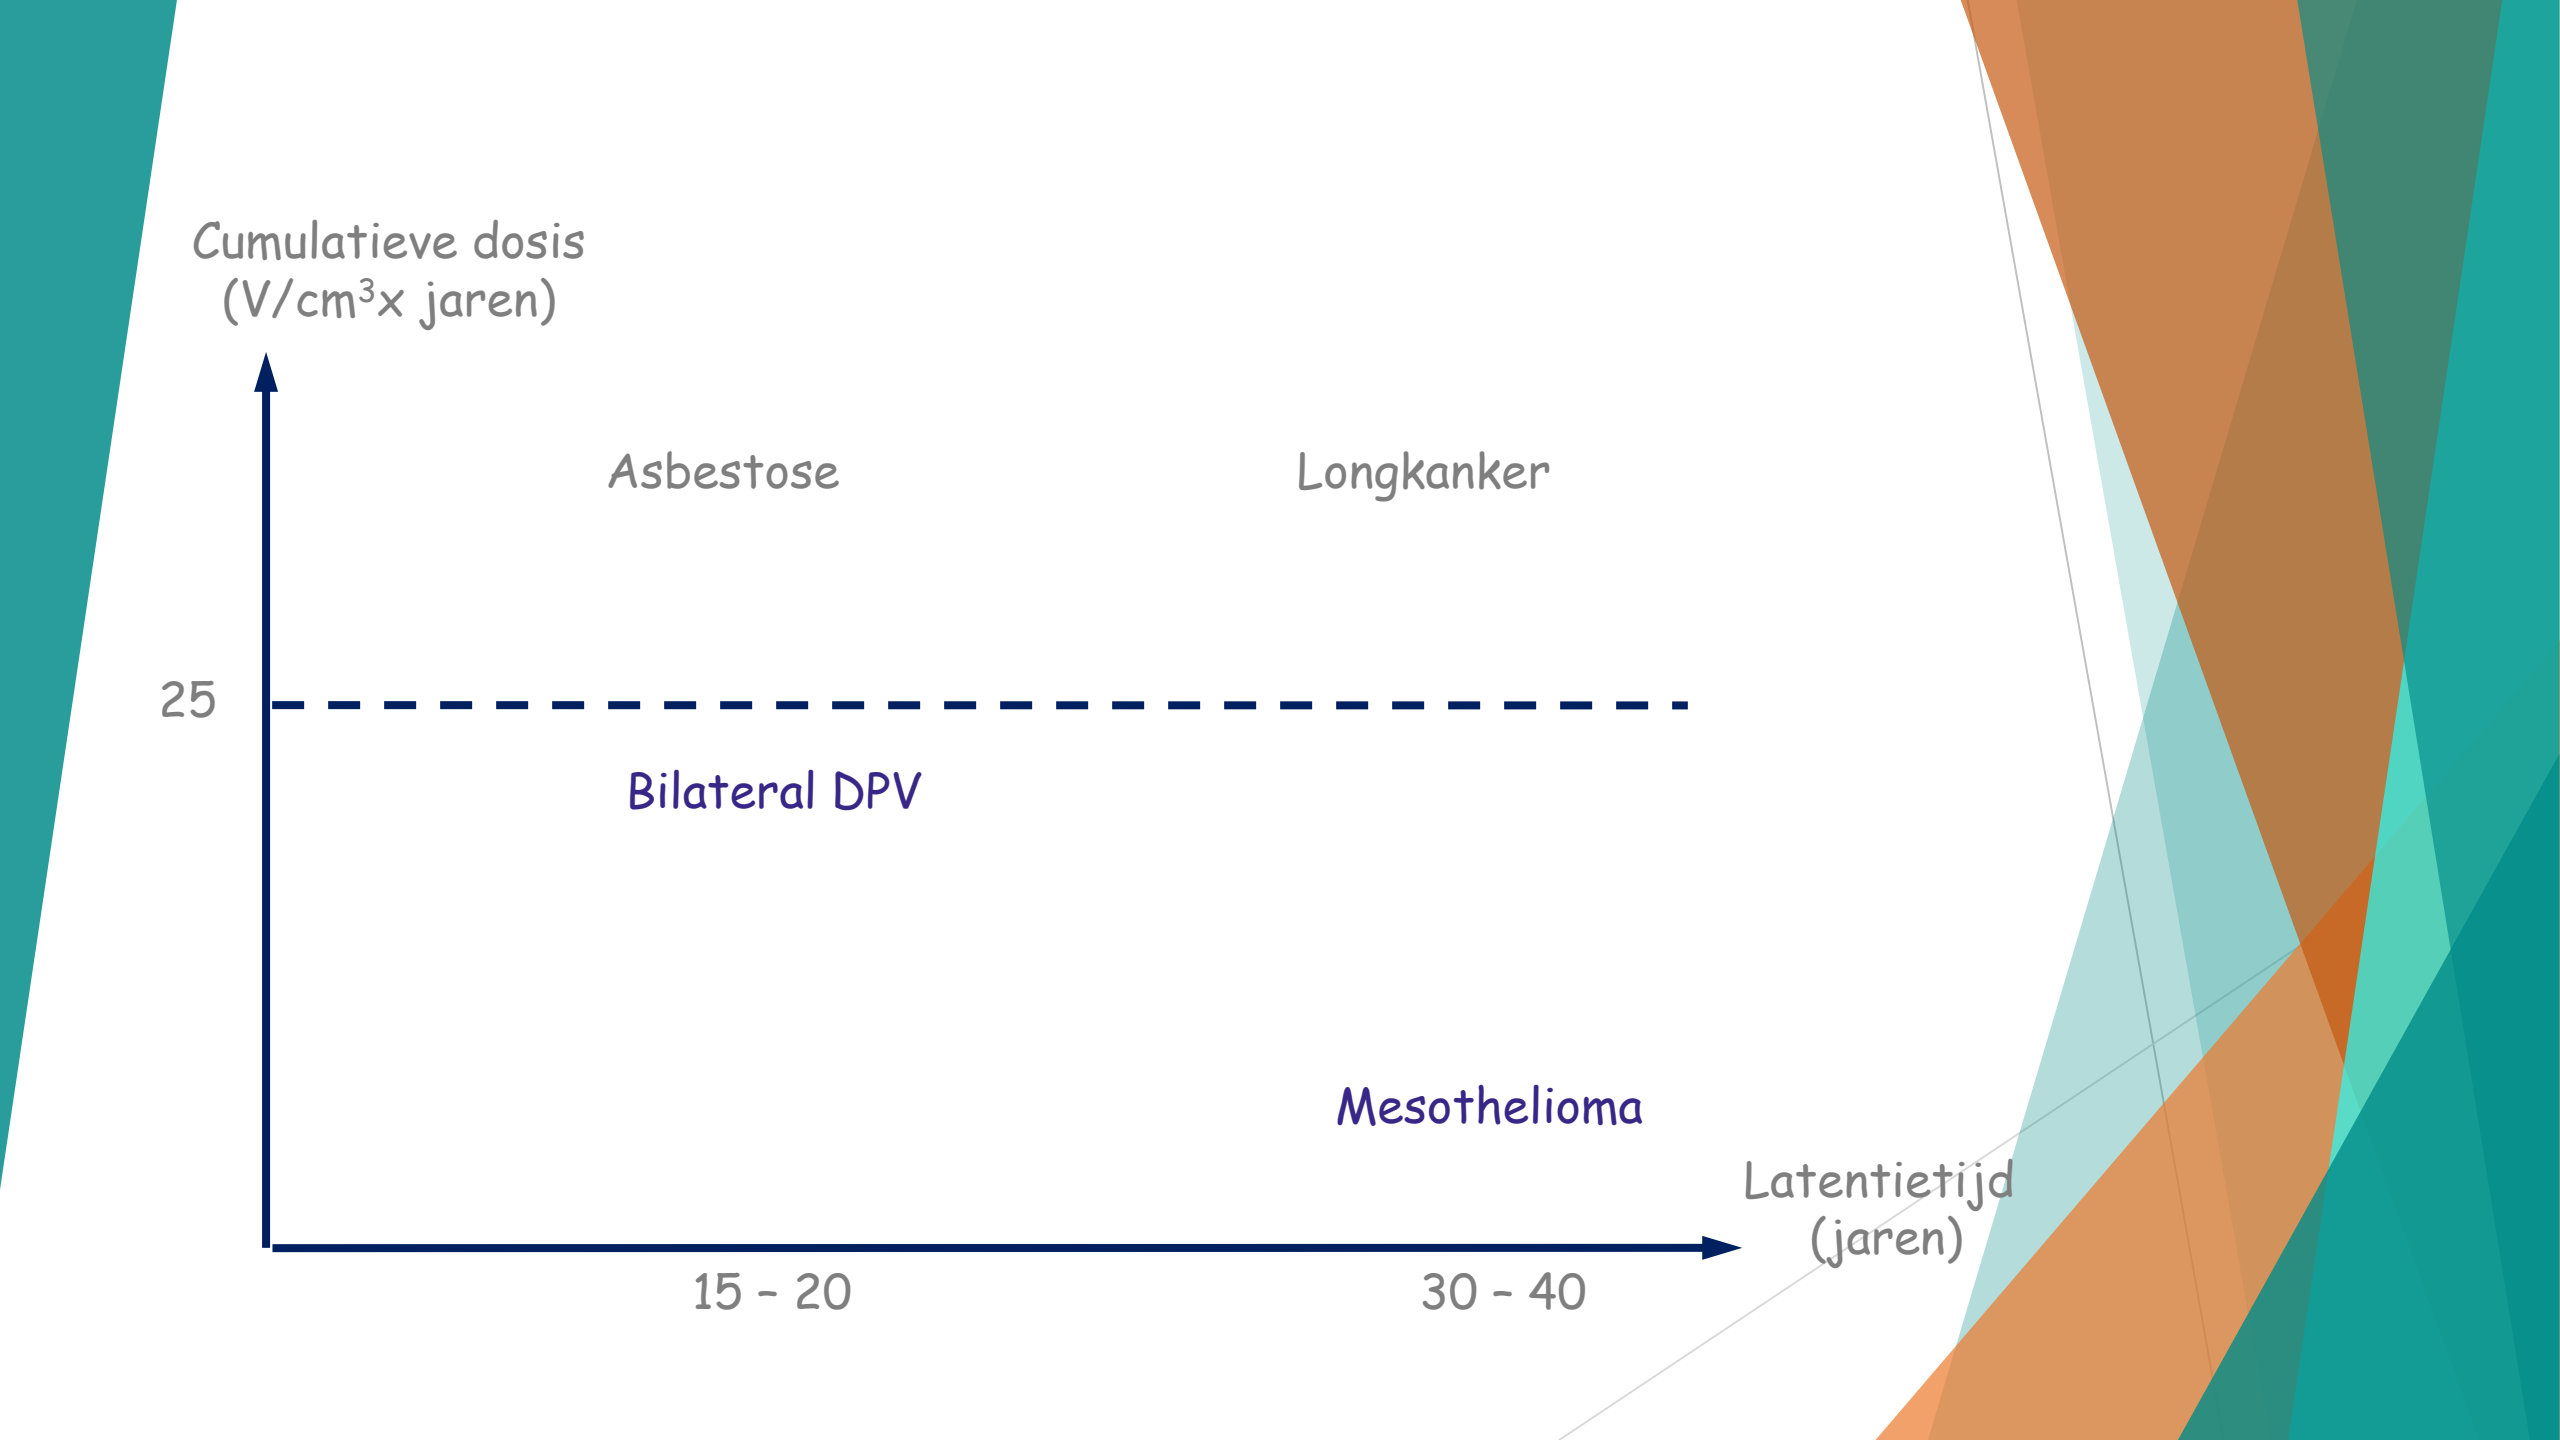 Cumulatieve dosis
(V/cm³x jaren)
Asbestose
Longkanker
25
Bilateral DPV
Mesothelioma
Latentietijd
(jaren)
15 – 20
30 – 40